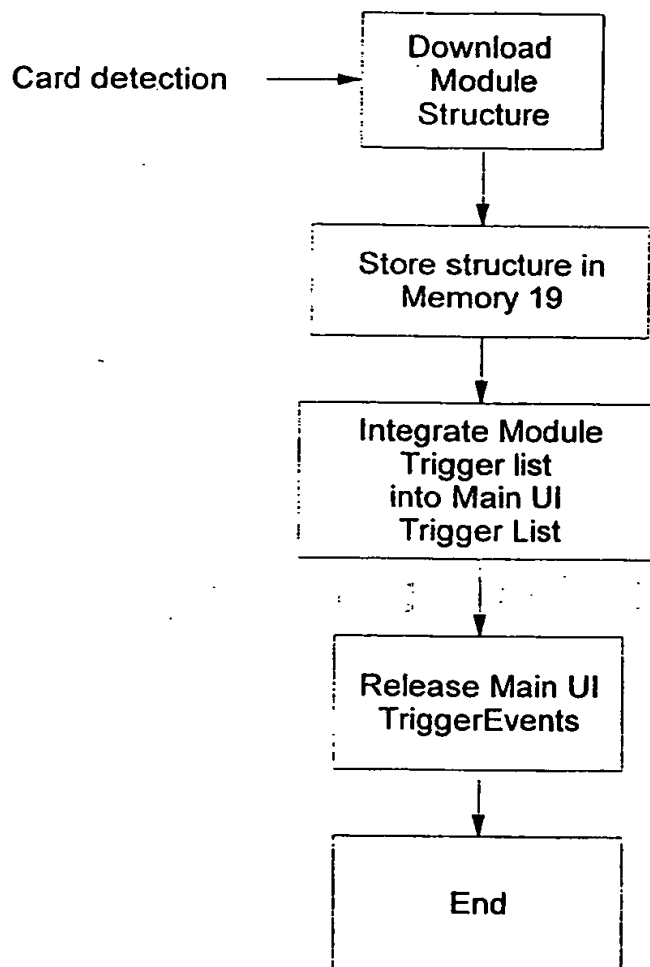 Card detection
Download
Module
Structure
Store structure in
Memory 19
Integrate Module
Trigger list
into Main UI
Trigger List
Release Main UI
TriggerEvents
End